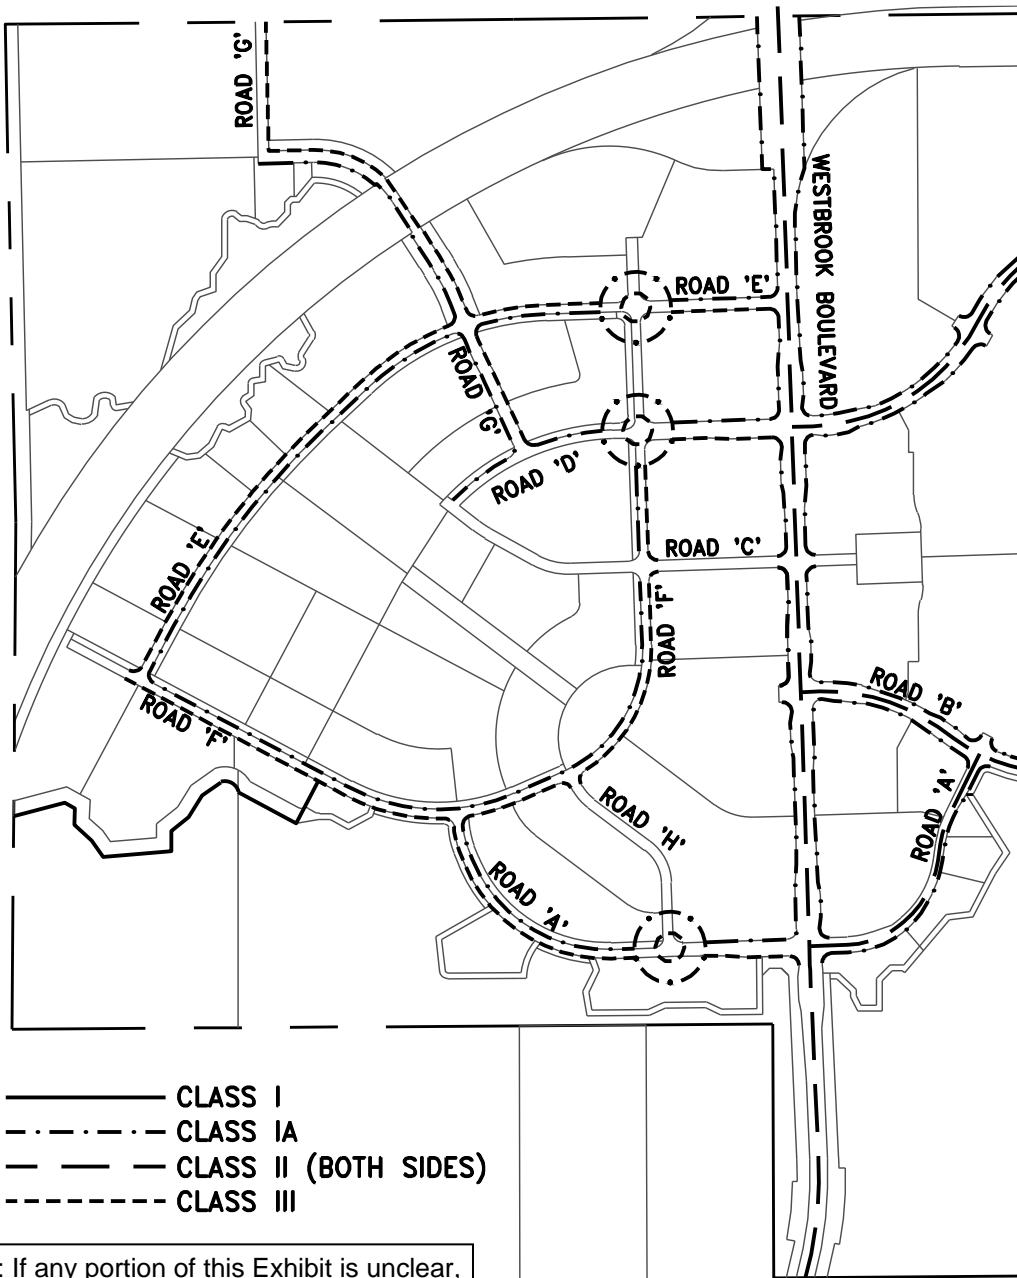 ROAD 'G'
WESTBROOK BOULEVARD
ROAD 'E'
ROAD 'G'
ROAD 'D'
ROAD 'C'
ROAD 'E'
ROAD 'F'
ROAD 'B'
ROAD 'F'
ROAD 'A'
ROAD 'H'
ROAD 'A'
CLASS I
CLASS IA
CLASS II (BOTH SIDES)
CLASS III
: If any portion of this Exhibit is unclear,